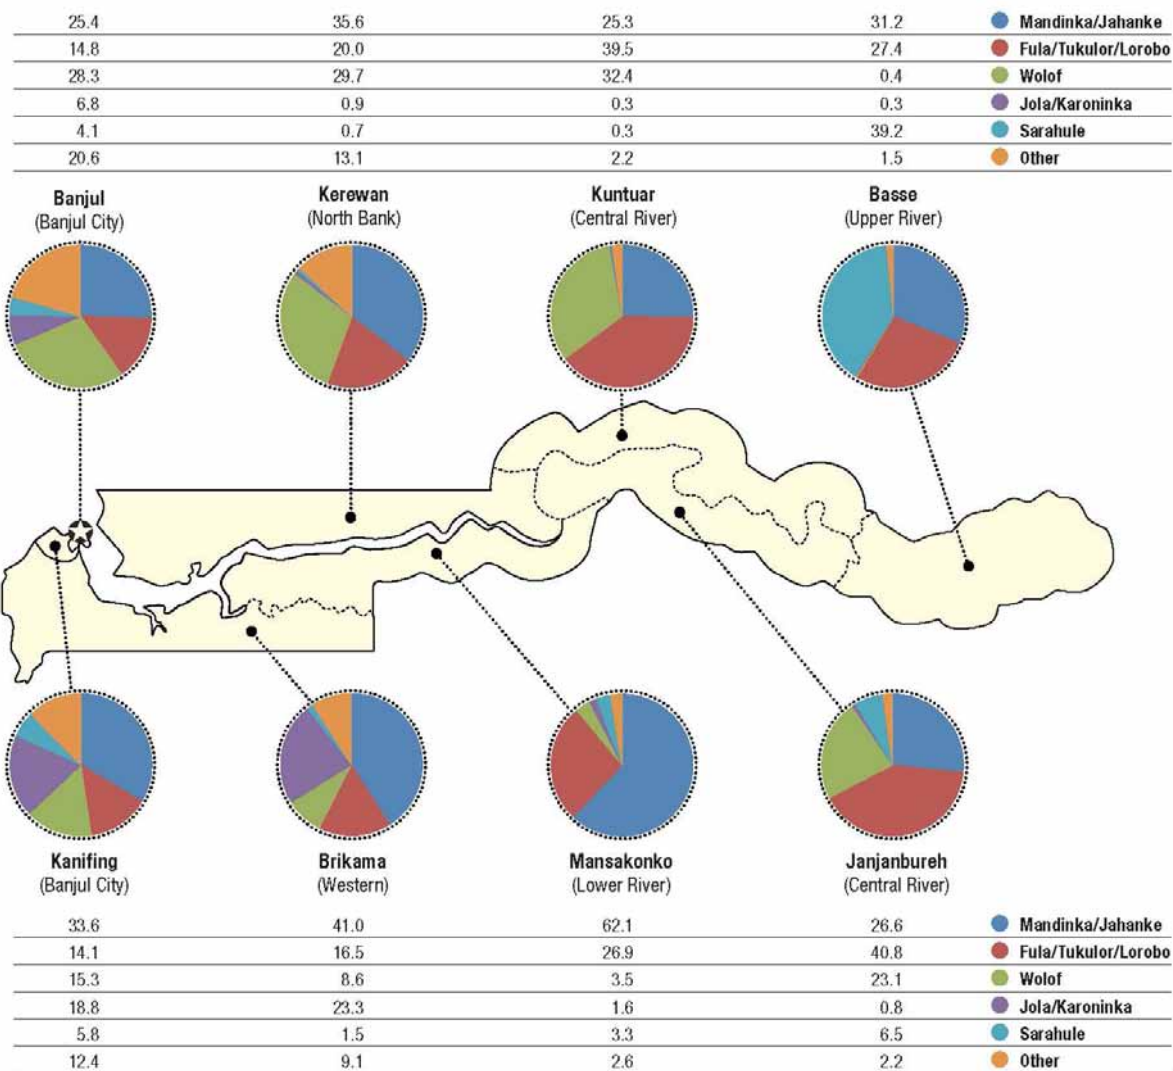 25.4 35.6 25.3 31.2 Mandinka/Jahanke
14.8 20.0 39.5 27.4 Fula/Tukulor/Lorobo
28.3 29.7 32.4 0.4 Wolof
6.8 0.9 0.3 0.3 Jola/Karoninka
4.1 0.7 0.3 39.2 Sarahule
20.6 13.1 2.2 1.5 Other
Banjul Kerewan Kuntuar Basse
(Banjul City) (North Bank) (Central River) (Upper River)
Kanifing Brikama Mansakonko Janjanbureh
(Banjul City) (Western) (Lower River) (Central River)
33.6 41.0 62.1 26.6 Mandinka/Jahanke
14.1 16.5 26.9 40.8 Fula/Tukulor/Lorobo
15.3 8.6 3.5 23.1 Wolof
18.8 23.3 1.6 0.8 Jola/Karoninka
5.8 1.5 3.3 6.5 Sarahule
12.4 9.1 2.6 2.2 Other